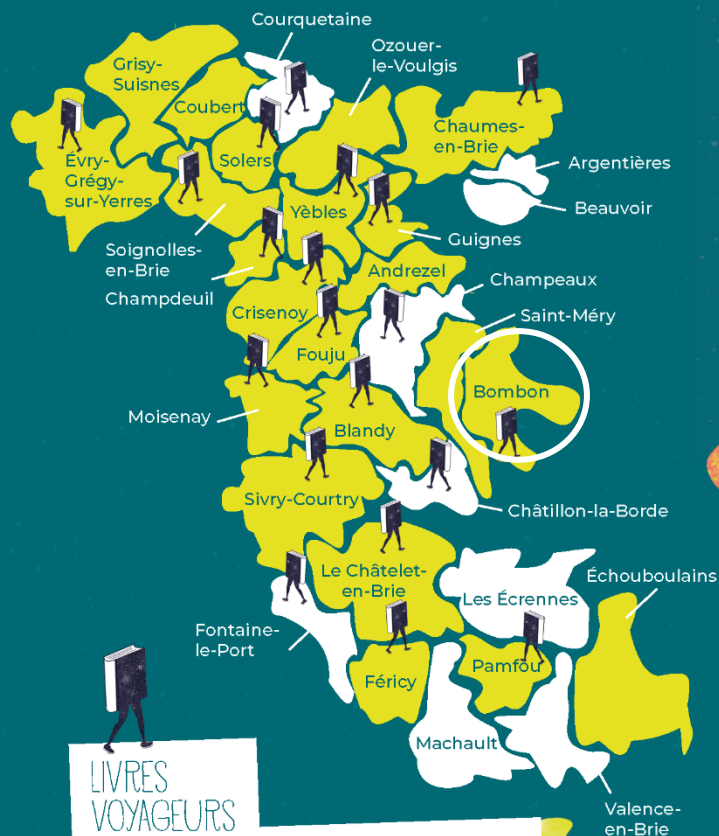 Courquetaine
Ozouer-
le-Voulgis
Grisy-
Suisnes
Coubert
Chaumes-
en-Brie
Solers
Évry-
Grégy-
sur-Yerres
Argentières
Beauvoir
Yèbles
Guignes
Soignolles-
en-Brie
Champdeuil
Andrezel
Champeaux
Crisenoy
Saint-Méry
Fouju
Bombon
Moisenay
Blandy
Sivry-Courtry
Châtillon-la-Borde
Le Châtelet-
en-Brie
Échouboulains
Les Écrennes
Fontaine-
le-Port
Pamfou
Féricy
Machault
LIVRES
VOYAGEURS
Valence-
en-Brie